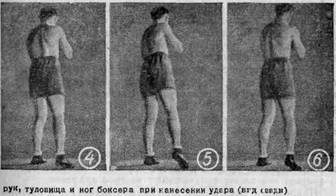 4 5 6
рук, туловища и ног боксера при нанесении удара (вид сзади)